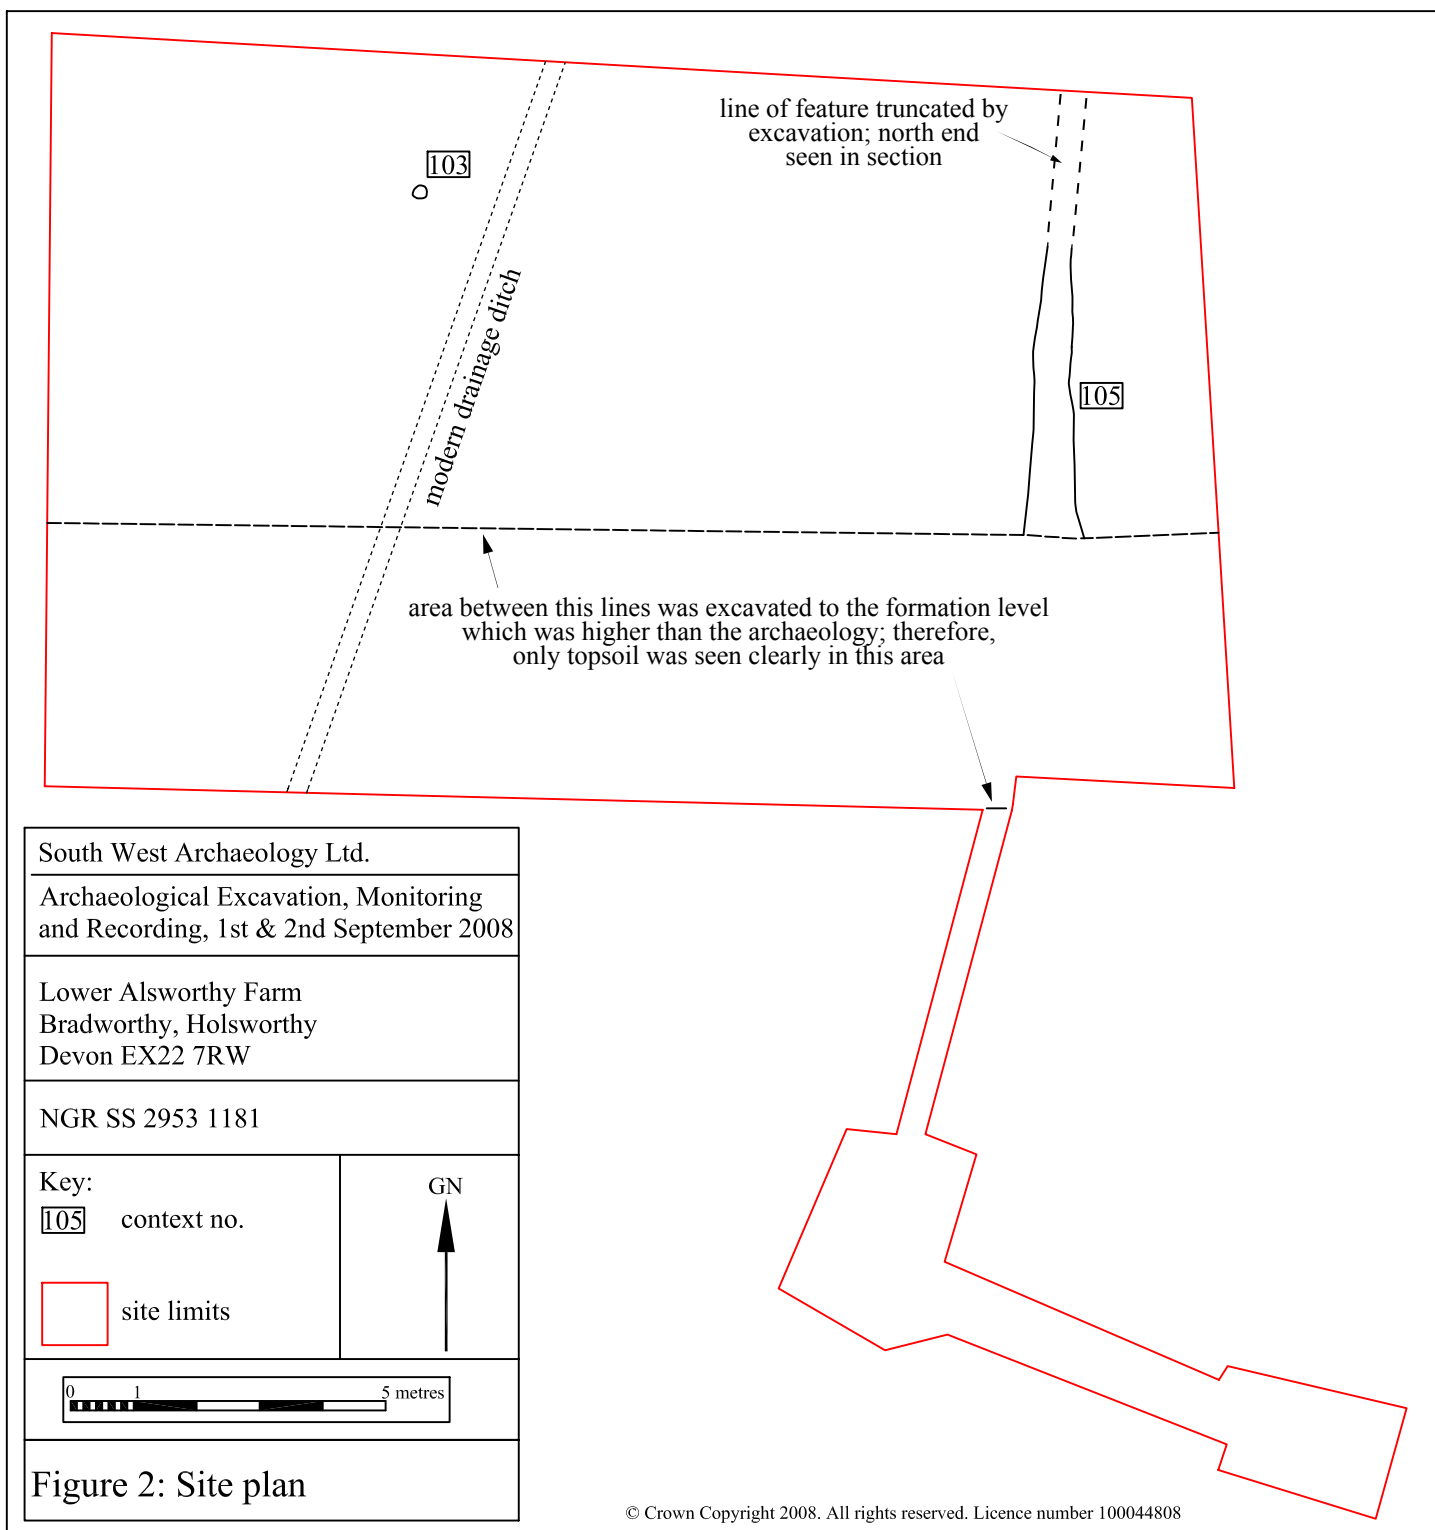 line of feature truncated by
excavation; north end
seen in section
103
modern drainage ditch
105
area between this lines was excavated to the formation level
which was higher than the archaeology; therefore,
only topsoil was seen clearly in this area
South West Archaeology Ltd.
Archaeological Excavation, Monitoring
and Recording, 1st & 2nd September 2008
Lower Alsworthy Farm
Bradworthy, Holsworthy
Devon EX22 7RW
NGR SS 2953 1181
Key:
105 context no.
site limits
GN
0 1 5 metres
Figure 2: Site plan
© Crown Copyright 2008. All rights reserved. Licence number 100044808